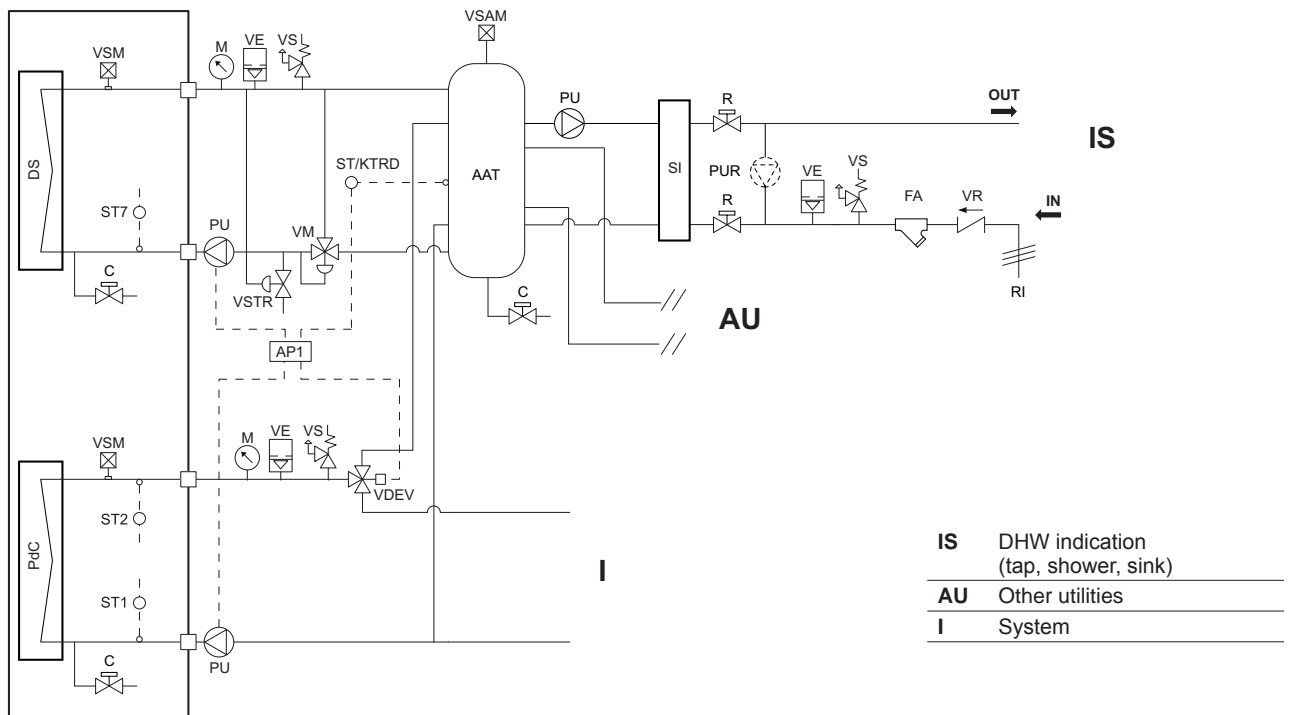 VSAM
VSM
M
VE
VS
DS
ST7
C
PU
VM
VSTR
ST/KTRD
AAT
PU
SI
R
R
PUR
VE
VS
FA
VR
OUT
IN
IS
RI
C
AU
AP1
VSM
M
VE
VS
VDEV
PdC
ST2
ST1
C
PU
I
IS DHW indication
(tap, shower, sink)
AU Other utilities
I System